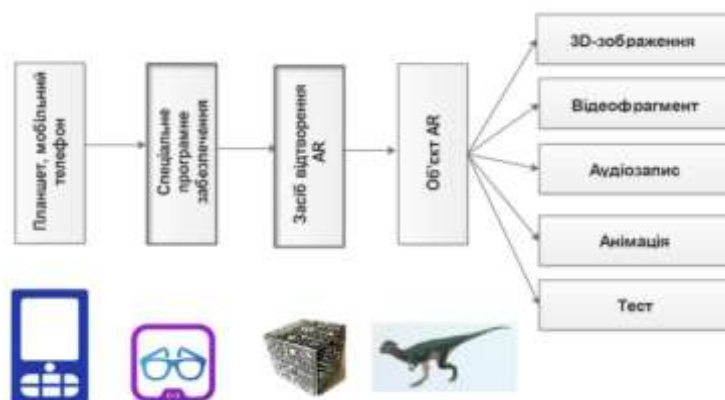 Планшет, мобільний
телефон
Спеціальне
програмне
забезпечення
Засіб відтворення
AR
Об'єкт AR
3D-зображення
Відеофрагмент
Аудіозапис
Анімація
Тест